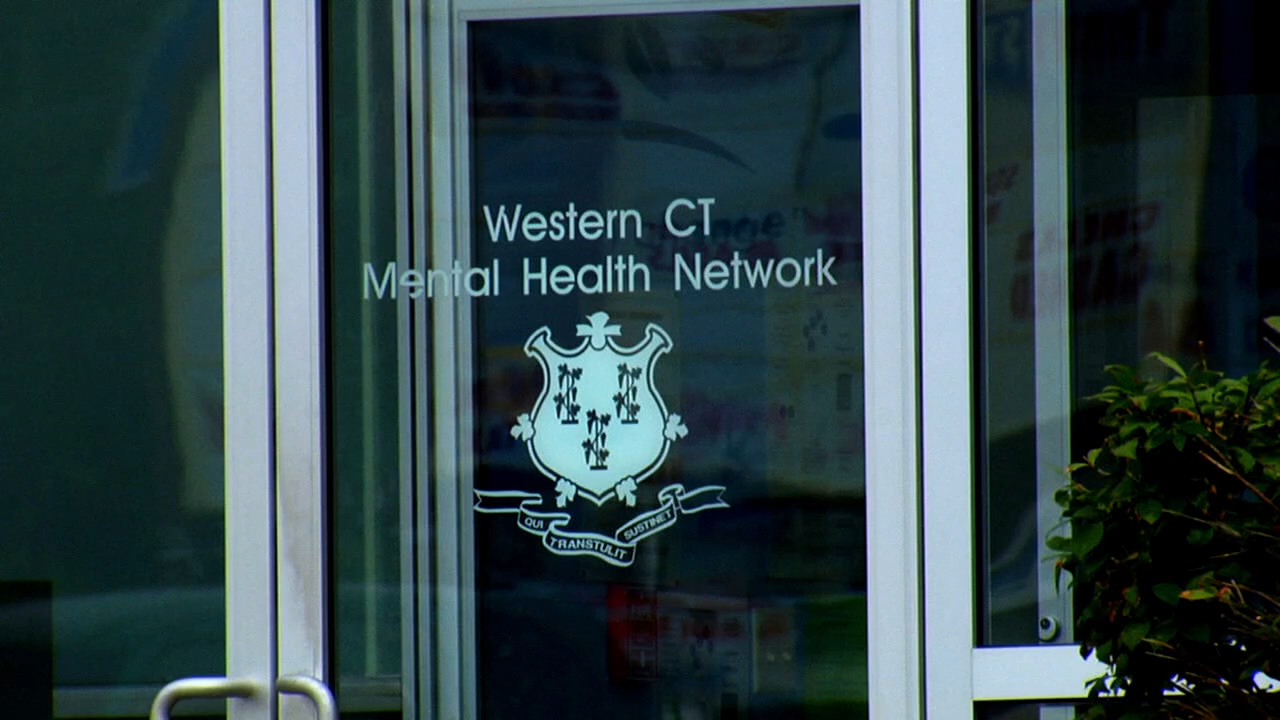 Western CT
Mental Health Network
QUI
TRANSTULIT
SUSTINET